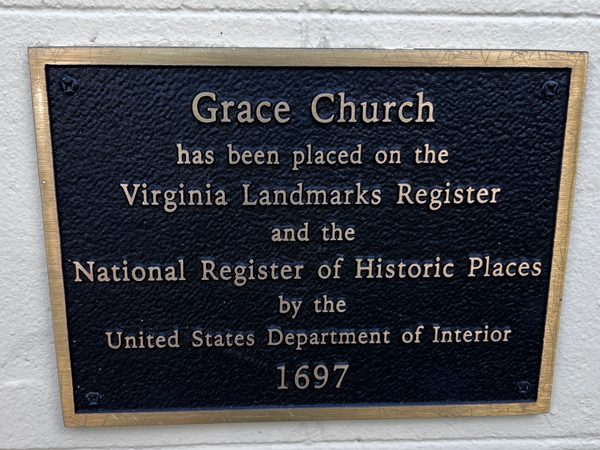 Grace Church
has been placed on the
Virginia Landmarks Register
and the
National Register of Historic Places
by the
United States Department of Interior
1697